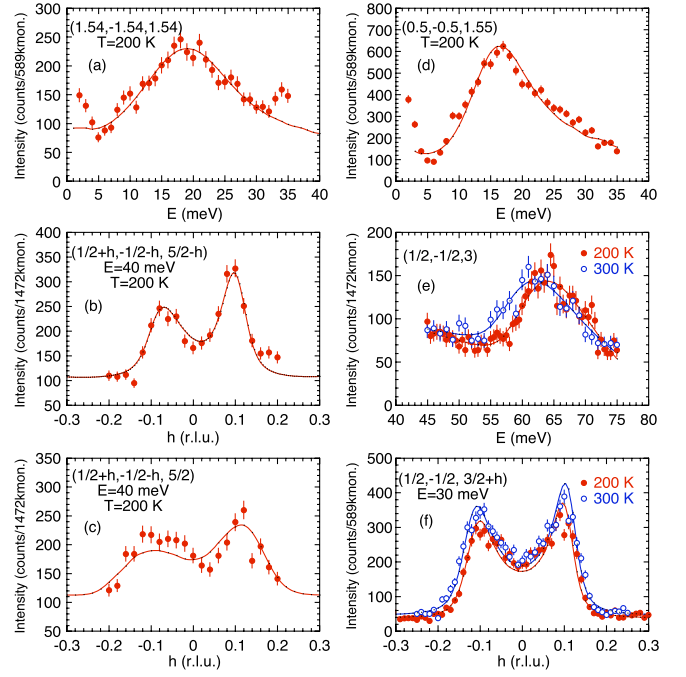 (1.54,-1.54,1.54)
T=200 K
(a)
Intensity (counts/589kmon.)
300
250
200
150
100
50
0
0 5 10 15 20 25 30 35 40
E (meV)
(0.5,-0.5,1.55)
T=200 K
(d)
Intensity (counts/589kmon.)
800
700
600
500
400
300
200
100
0 5 10 15 20 25 30 35 40
E (meV)
(1/2+h,-1/2-h, 5/2-h)
E=40 meV
T=200 K
(b)
Intensity (counts/1472kmon.)
400
350
300
250
200
150
100
50
-0.3 -0.2 -0.1 0 0.1 0.2 0.3
h (r.l.u.)
(1/2,-1/2,3)
200 K
300 K
(e)
Intensity (counts/1472kmon.)
200
150
100
50
0
40 45 50 55 60 65 70 75 80
E (meV)
(1/2+h,-1/2-h, 5/2)
E=40 meV
T=200 K
(c)
Intensity (counts/1472kmon.)
350
300
250
200
150
100
50
-0.3 -0.2 -0.1 0 0.1 0.2 0.3
h (r.l.u.)
(1/2,-1/2, 3/2+h)
E=30 meV
200 K
300 K
(f)
Intensity (counts/589kmon.)
500
400
300
200
100
0
-0.3 -0.2 -0.1 0 0.1 0.2 0.3
h (r.l.u.)